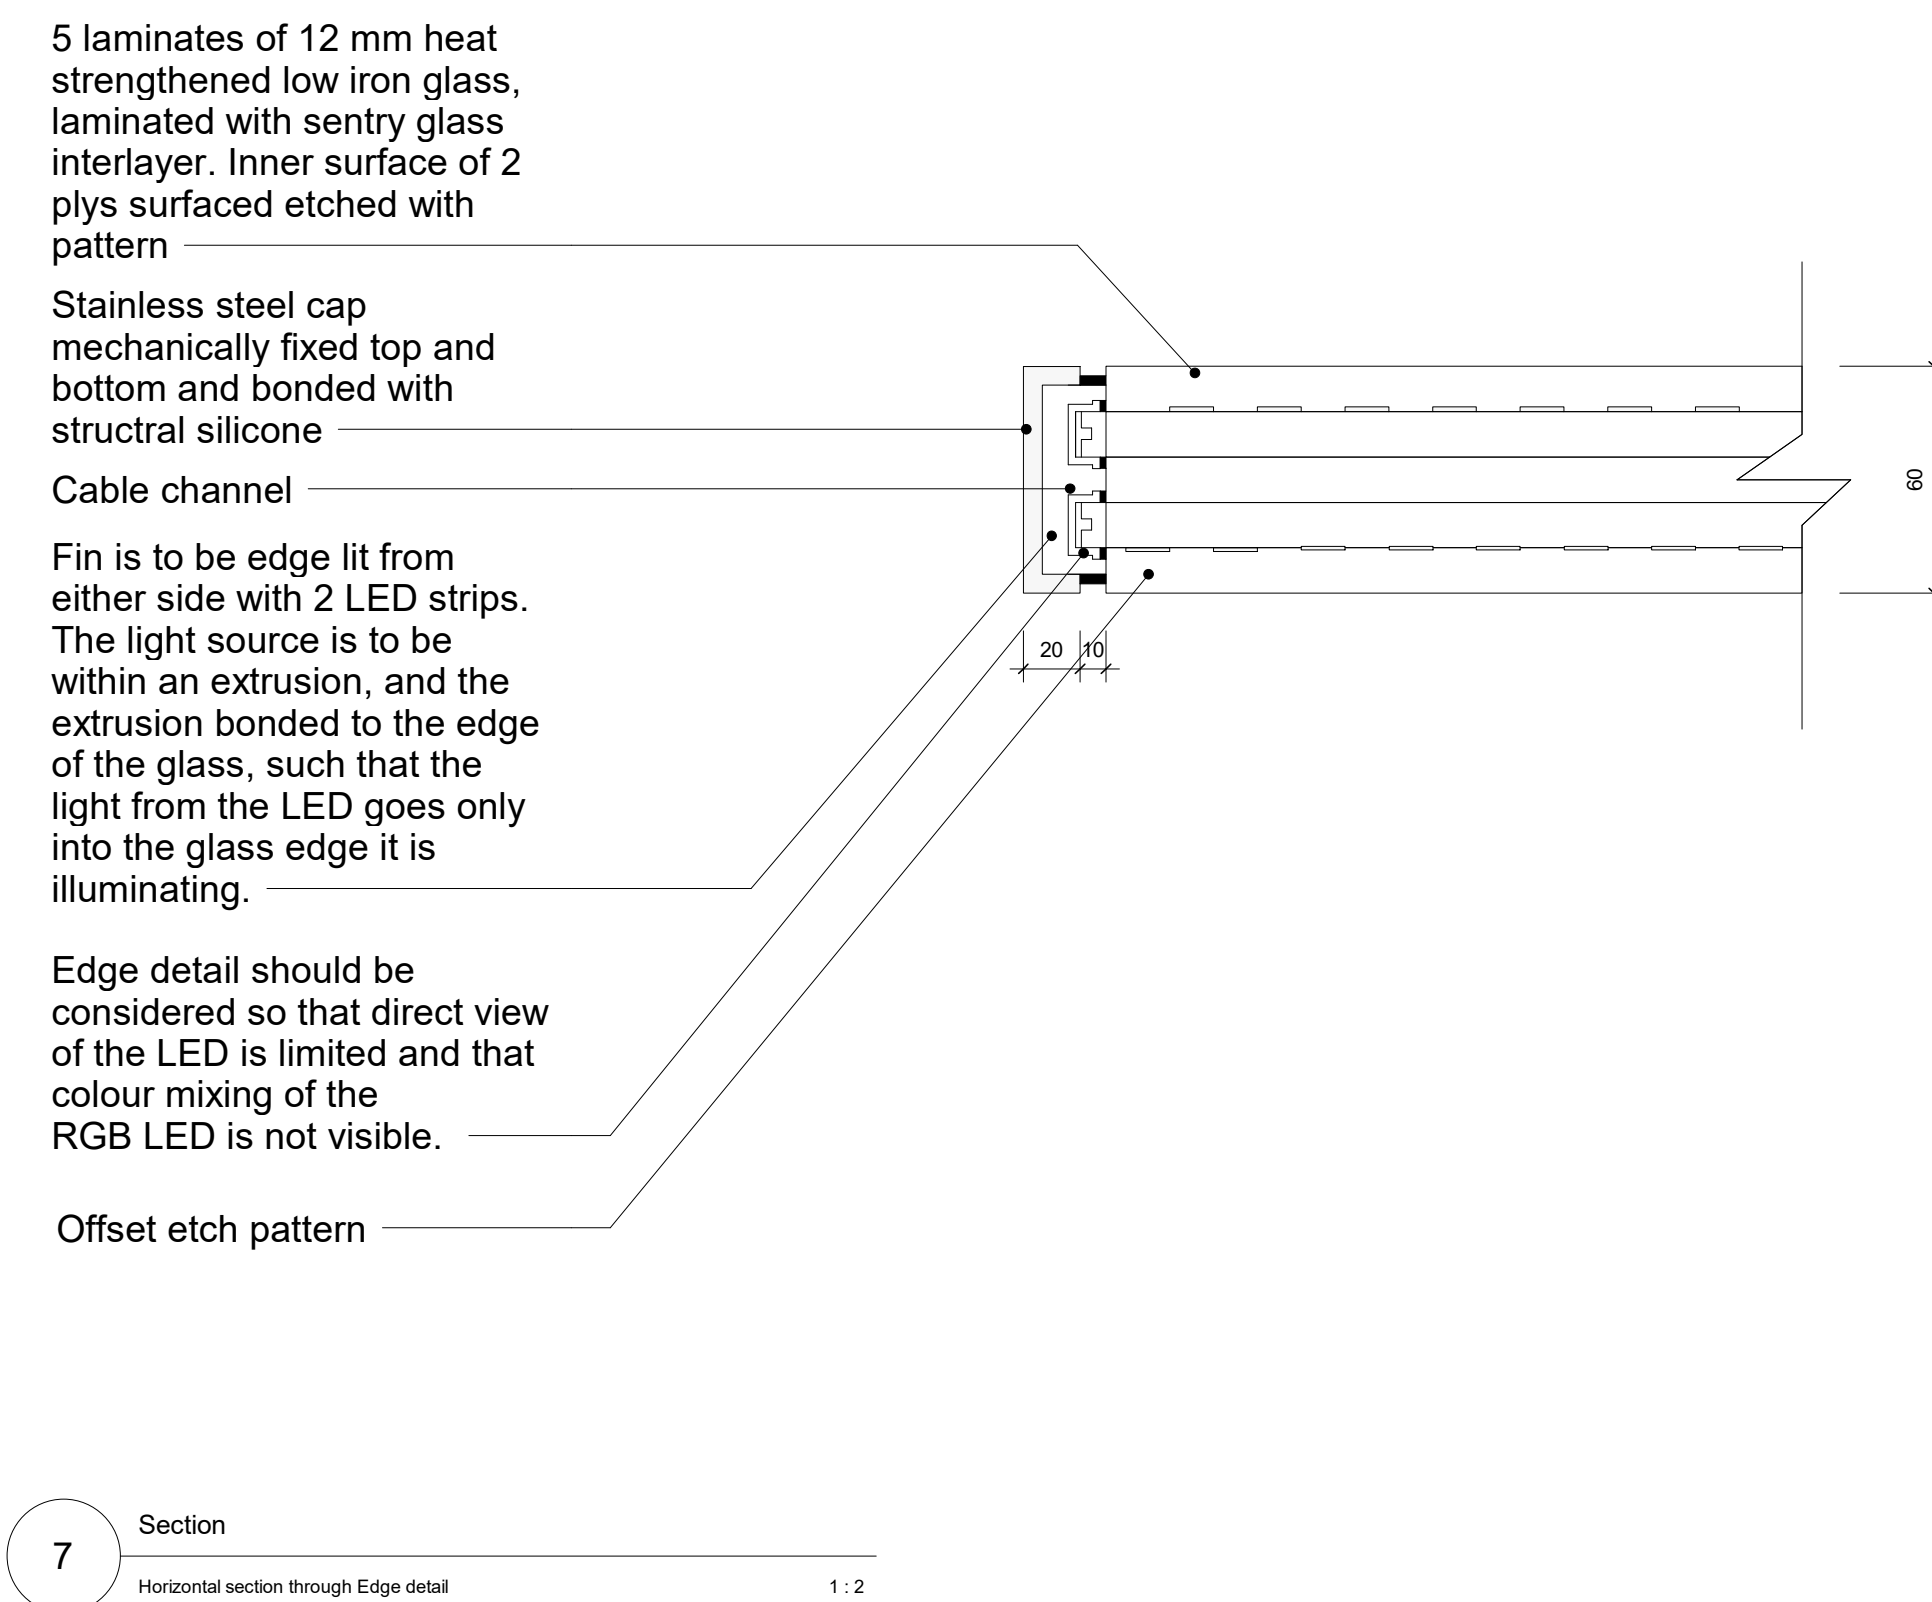 5 laminates of 12 mm heat
strengthened low iron glass,
laminated with sentry glass
interlayer. Inner surface of 2
plys surfaced etched with
pattern
Stainless steel cap
mechanically fixed top and
bottom and bonded with
structral silicone
Cable channel
Fin is to be edge lit from
either side with 2 LED strips.
The light source is to be
within an extrusion, and the
extrusion bonded to the edge
of the glass, such that the
light from the LED goes only
into the glass edge it is
illuminating.
Edge detail should be
considered so that direct view
of the LED is limited and that
colour mixing of the
RGB LED is not visible.
Offset etch pattern
60
20 10
7
Section
Horizontal section through Edge detail 1 : 2